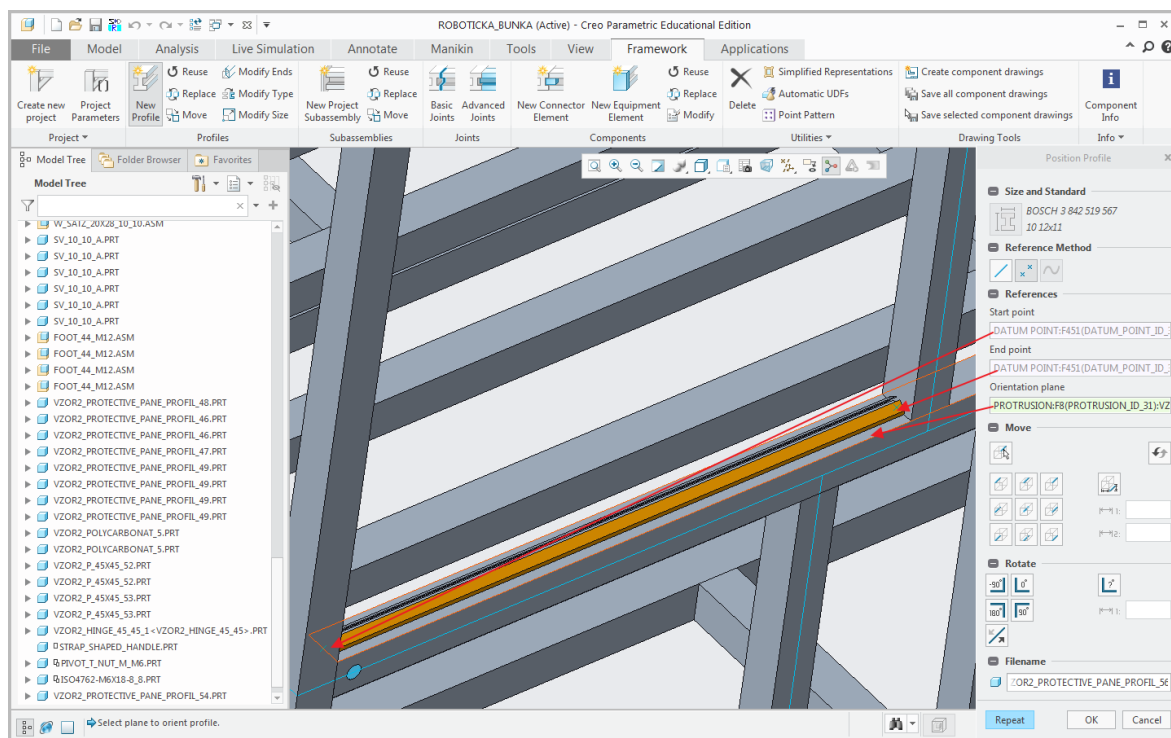 ROBOTICKA_BUNKA (Active) - Creo Parametric Educational Edition
File Model Analysis Live Simulation Annotate Manikin Tools View Framework Applications
Create new project
Project Parameters
New Profile
Reuse
Replace
Move
Modify Ends
Modify Type
Modify Size
New Project Subassembly
Reuse
Replace
Move
Basic Joints
Advanced Joints
New Connector Element
New Equipment Element
Reuse
Replace
Modify
Delete
Simplified Representations
Automatic UDFs
Point Pattern
Create component drawings
Save all component drawings
Save selected component drawings
Component Info
Project Profiles Subassemblies Joints Components Utilities Drawing Tools Info
Model Tree Folder Browser Favorites
Model Tree
W_SATZ_20X28_10_10.ASM
SV_10_10_A.PRT
SV_10_10_A.PRT
SV_10_10_A.PRT
SV_10_10_A.PRT
SV_10_10_A.PRT
SV_10_10_A.PRT
FOOT_44_M12.ASM
FOOT_44_M12.ASM
FOOT_44_M12.ASM
FOOT_44_M12.ASM
VZOR2_PROTECTIVE_PANE_PROFIL_48.PRT
VZOR2_PROTECTIVE_PANE_PROFIL_46.PRT
VZOR2_PROTECTIVE_PANE_PROFIL_46.PRT
VZOR2_PROTECTIVE_PANE_PROFIL_47.PRT
VZOR2_PROTECTIVE_PANE_PROFIL_49.PRT
VZOR2_PROTECTIVE_PANE_PROFIL_49.PRT
VZOR2_PROTECTIVE_PANE_PROFIL_49.PRT
VZOR2_PROTECTIVE_PANE_PROFIL_49.PRT
VZOR2_POLYCARBONAT_5.PRT
VZOR2_POLYCARBONAT_5.PRT
VZOR2_P_45X45_52.PRT
VZOR2_P_45X45_52.PRT
VZOR2_P_45X45_53.PRT
VZOR2_P_45X45_53.PRT
VZOR2_HINGE_45_45_1<VZOR2_HINGE_45_45>.PRT
STRAP_SHAPED_HANDLE.PRT
PIVOT_T_NUT_M_M6.PRT
ISO4762-M6X18-8_8.PRT
VZOR2_PROTECTIVE_PANE_PROFIL_54.PRT
Select plane to orient profile.
Position Profile
Size and Standard
BOSCH 3 842 519 567
10 12x11
Reference Method
References
Start point
DATUM POINT:F451(DATUM_POINT_ID_
End point
DATUM POINT:F451(DATUM_POINT_ID_
Orientation plane
PROTRUSION:F8(PROTRUSION_ID_31):VZ
Move
1:
2:
Rotate
-90° 0° ?
180° 90° 1:
Filename
ZOR2_PROTECTIVE_PANE_PROFIL_56
Repeat OK Cancel